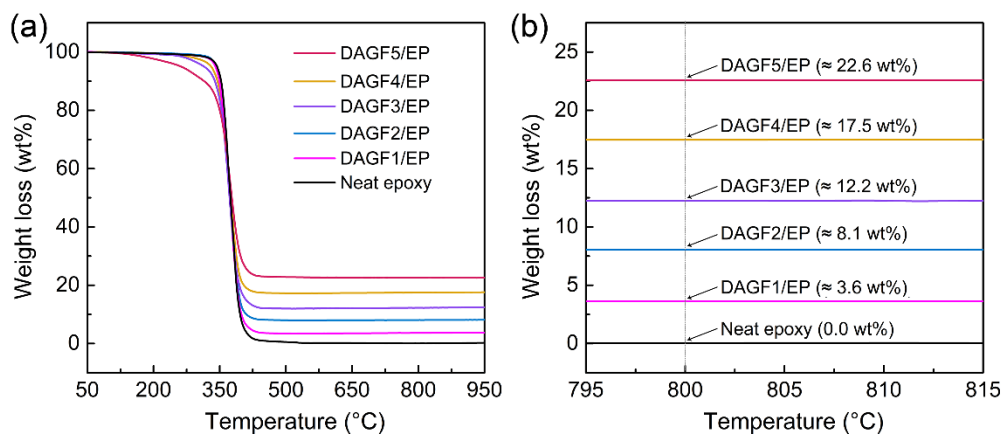 (a)
Weight loss (wt%)
100
80
60
40
20
0
DAGF5/EP
DAGF4/EP
DAGF3/EP
DAGF2/EP
DAGF1/EP
Neat epoxy
50
200
350
500
650
800
950
Temperature (°C)
(b)
Weight loss (wt%)
25
20
15
10
5
0
DAGF5/EP (≈ 22.6 wt%)
DAGF4/EP (≈ 17.5 wt%)
DAGF3/EP (≈ 12.2 wt%)
DAGF2/EP (≈ 8.1 wt%)
DAGF1/EP (≈ 3.6 wt%)
Neat epoxy (0.0 wt%)
795
800
805
810
815
Temperature (°C)